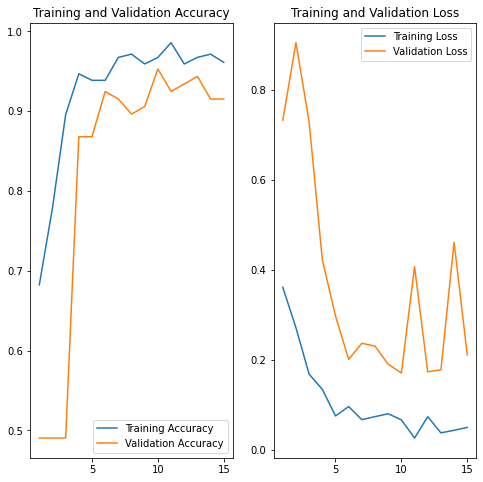 Training and Validation Accuracy
1.0
0.9
0.8
0.7
0.6
0.5
5
10
15
Training Accuracy
Validation Accuracy
Training and Validation Loss
0.8
0.6
0.4
0.2
0.0
5
10
15
Training Loss
Validation Loss